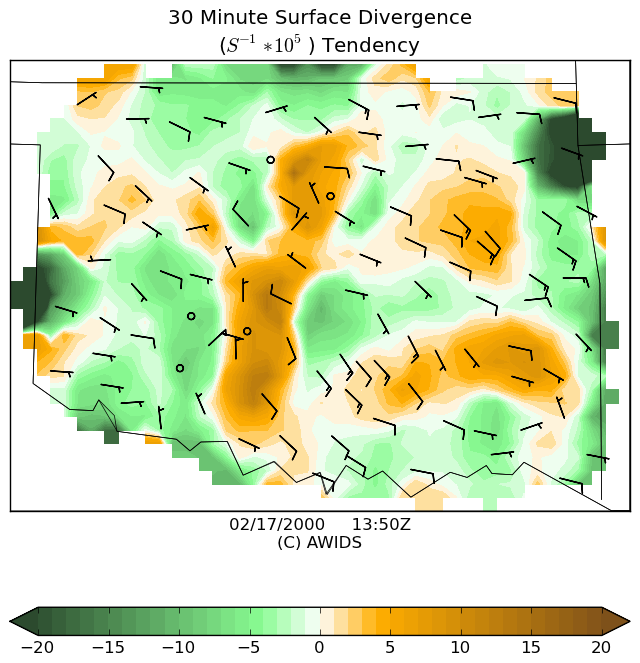 30 Minute Surface Divergence
(S⁻¹ * 10⁵ ) Tendency
02/17/2000 13:50Z
(C) AWIDS
−20 −15 −10 −5 0 5 10 15 20